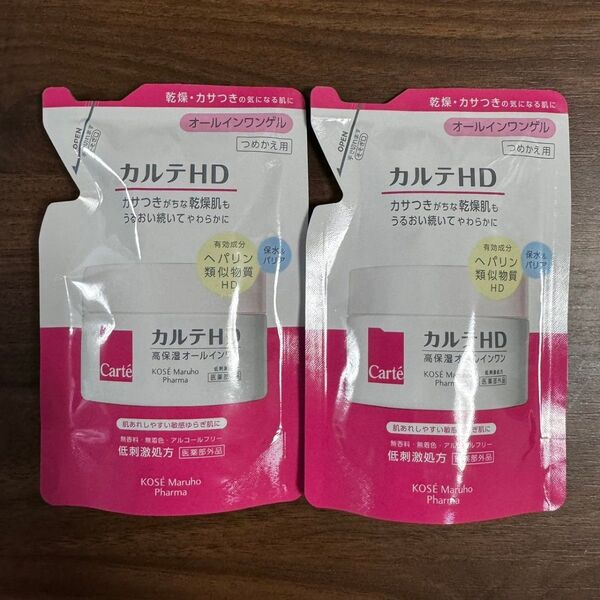 乾燥・カサつきの気になる肌に
オールインワンゲル
つめかえ用
OPEN
カルテHD
カサつきがちな乾燥肌も
うるおい続いてやわらかに
有効成分
ヘパリン
類似物質
HD
保水&
バリア
カルテHD
高保湿オールインワン
Carté
KOSÉ Maruho
Pharma
低刺激処方
医薬部外品
肌あれしやすい敏感ゆらぎ肌に
無香料・無着色・アルコールフリー
低刺激処方 医薬部外品
KOSÉ Maruho
Pharma
乾燥・カサつきの気になる肌に
オールインワンゲル
つめかえ用
OPEN
カルテHD
カサつきがちな乾燥肌も
うるおい続いてやわらかに
有効成分
ヘパリン
類似物質
HD
保水&
バリア
カルテHD
高保湿オールインワン
Carté
KOSÉ Maruho
Pharma
低刺激処方
医薬部外品
肌あれしやすい敏感ゆらぎ肌に
無香料・無着色・アルコールフリー
低刺激処方 医薬部外品
KOSÉ Maruho
Pharma